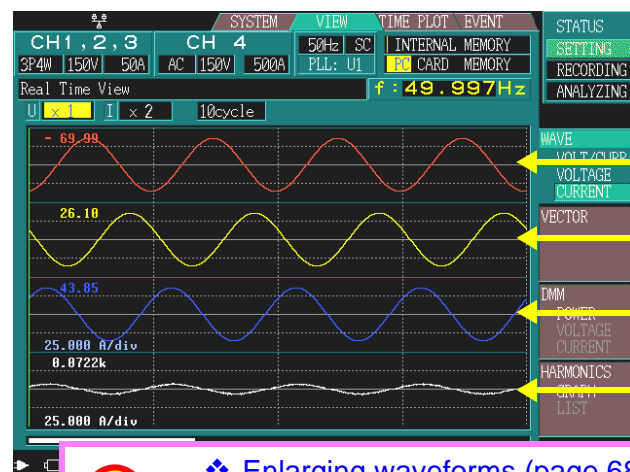 SYSTEM VIEW TIME PLOT EVENT
CH1,2,3 CH 4 50Hz SC INTERNAL MEMORY
3P4W 150V 50A AC 150V 500A PLL: U1 PC CARD MEMORY
Real Time View f:49.997Hz
U x 1 I x 2 10cycle
- 69.99
26.10
43.85
25.000 A/div
0.0722k
25.000 A/div
STATUS
SETTING
RECORDING
ANALYZING
WAVE
VOLT/CURR
VOLTAGE
CURRENT
VECTOR
DMM
POWER
VOLTAGE
CURRENT
HARMONICS
GRAPH
LIST
❖ Enlarging waveforms (page 68